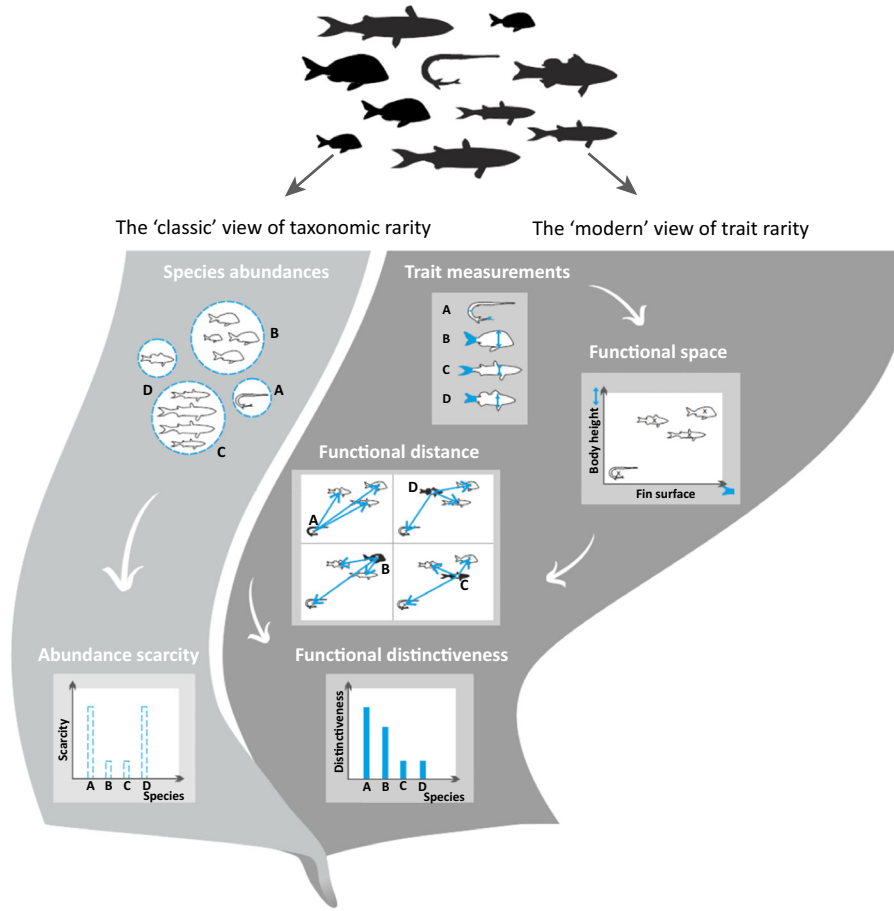 The ‘classic’ view of taxonomic rarity
The ‘modern’ view of trait rarity
Species abundances
B
D
A
C
Abundance scarcity
Scarcity
A B C D
Species
Trait measurements
A
B
C
D
Functional space
Body height
Fin surface
Functional distance
A
D
B
C
Functional distinctiveness
Distinctiveness
A B C D
Species